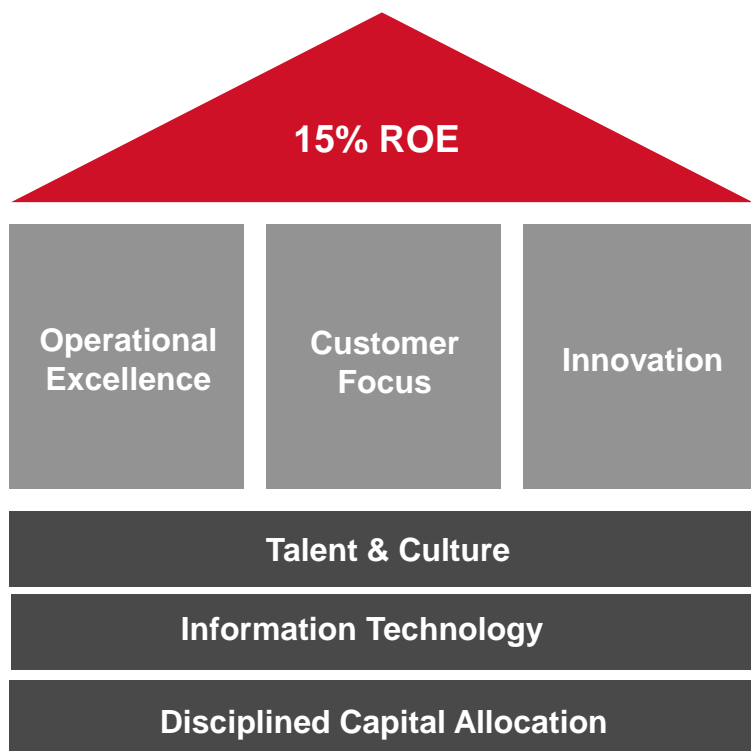 15% ROE
Operational
Excellence
Customer
Focus
Innovation
Talent & Culture
Information Technology
Disciplined Capital Allocation